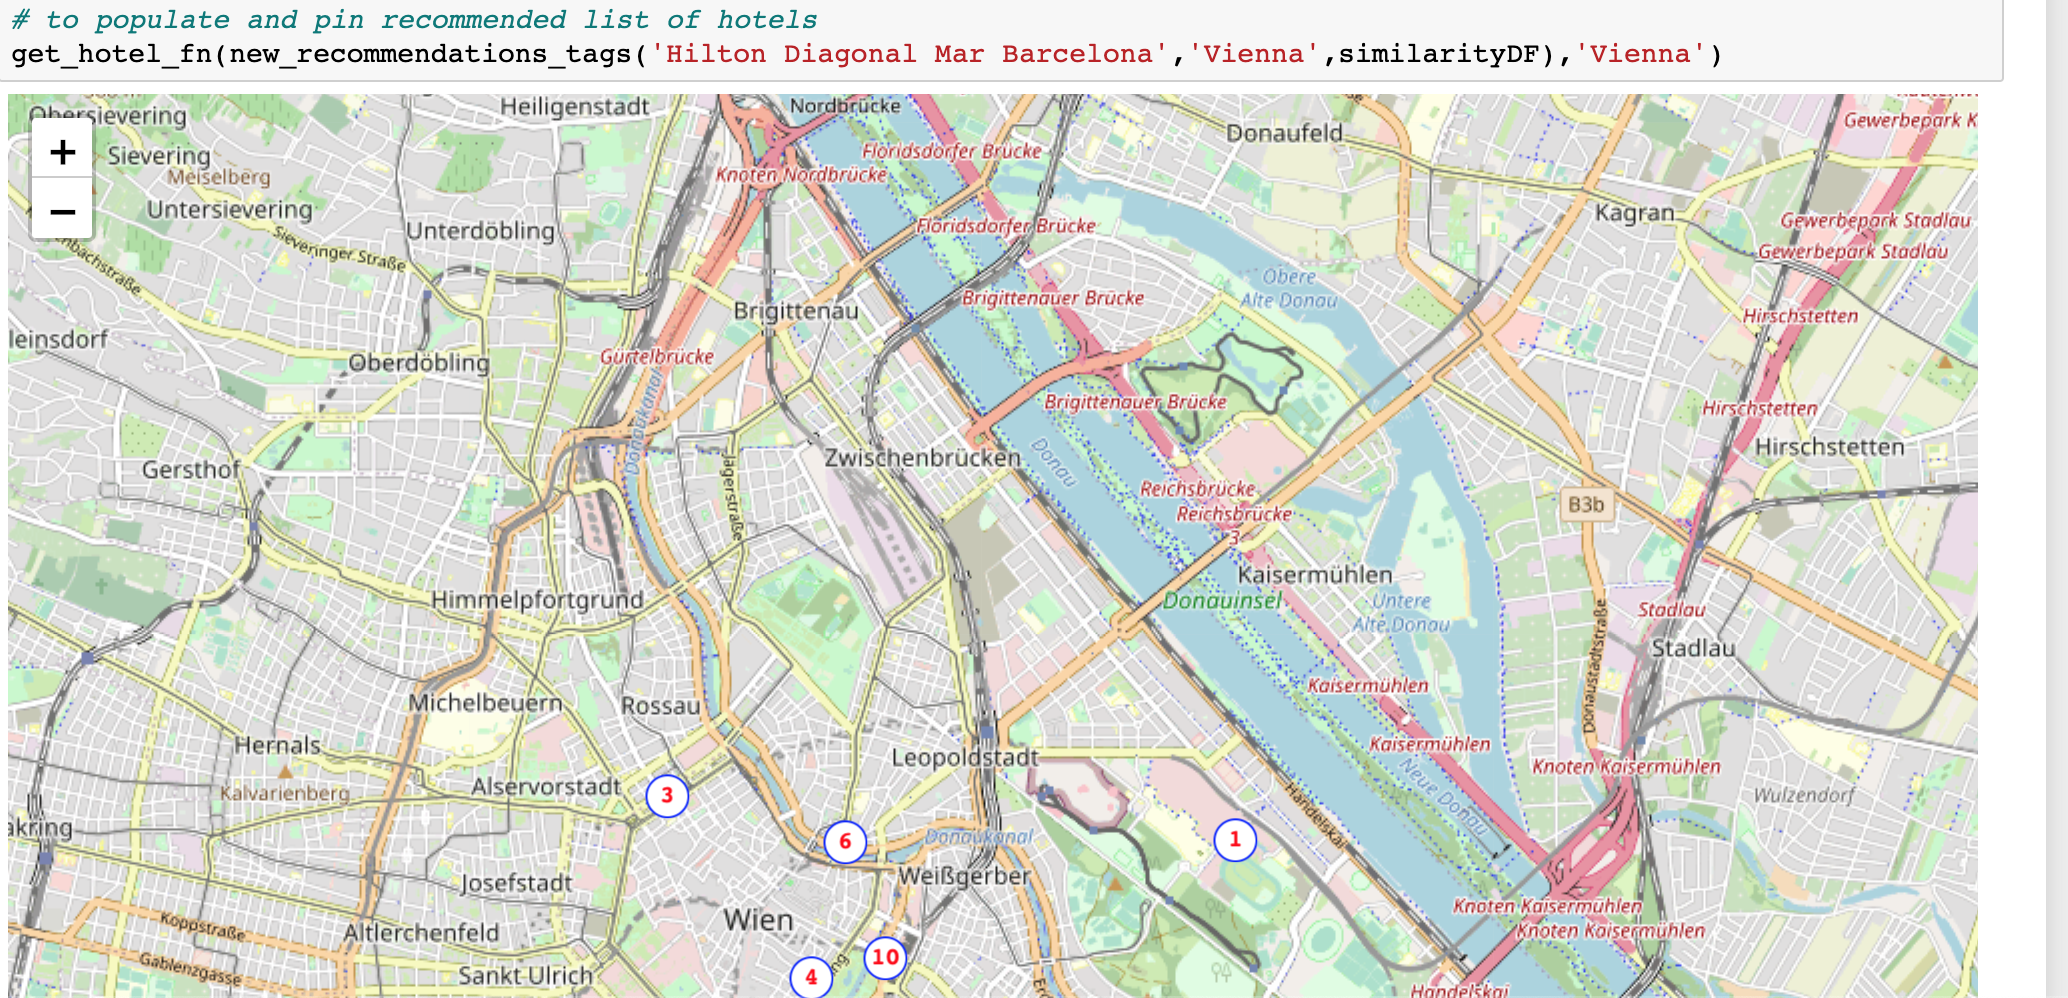 # to populate and pin recommended list of hotels
get_hotel_fn(new_recommendations_tags('Hilton Diagonal Mar Barcelona','Vienna',similarityDF),'Vienna')
Heiligenstadt
Nordbrücke
Obersievering
Gewerbepark K
Donaufeld
+
Sievering
Floridsdorfer Brücke
Meiselberg
Knoten Nordbrücke
Untersievering
−
Kagran
Gewerbepark Stadlau
Unterdöbling
Floridsdorfer Brücke
Sieveringer Straße
Gewerbepark Stadlau
nbachstraße
Obere
Alte Donau
Brigittenauer Brücke
Brigittenau
Hirschstetten
leinsdorf
Gürtelbrücke
Oberdöbling
Donaukanal
Brigittenauer Brücke
Hirschstetten
Hirschstetten
Zwischenbrücken
Donau
Gersthof
Jägerstraße
Reichsbrücke
Reichsbrücke
B3b
3
Kaisermühlen
Himmelpfortgrund
Donauinsel
Untere
Alte Donau
Stadlau
Stadlau
Donaustadtstraße
Kaisermühlen
Michelbeuern
Rossau
Hernals
Leopoldstadt
Kaisermühlen
Knoten Kaisermühlen
Alservorstadt
Kalvarienberg
3
Neue Donau
Wulzendorf
Handelskai
akring
6
Donaukanal
1
Josefstadt
Weißgerber
Knoten Kaisermühlen
Wien
Koppstraße
Altlerchenfeld
Knoten Kaisermühlen
10
Gablenzgasse
Sankt Ulrich
4
ng
Handelskai